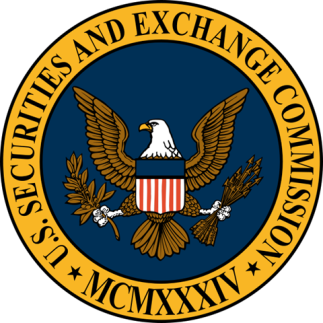 U.S. SECURITIES AND EXCHANGE COMMISSION
MCMXXXIV